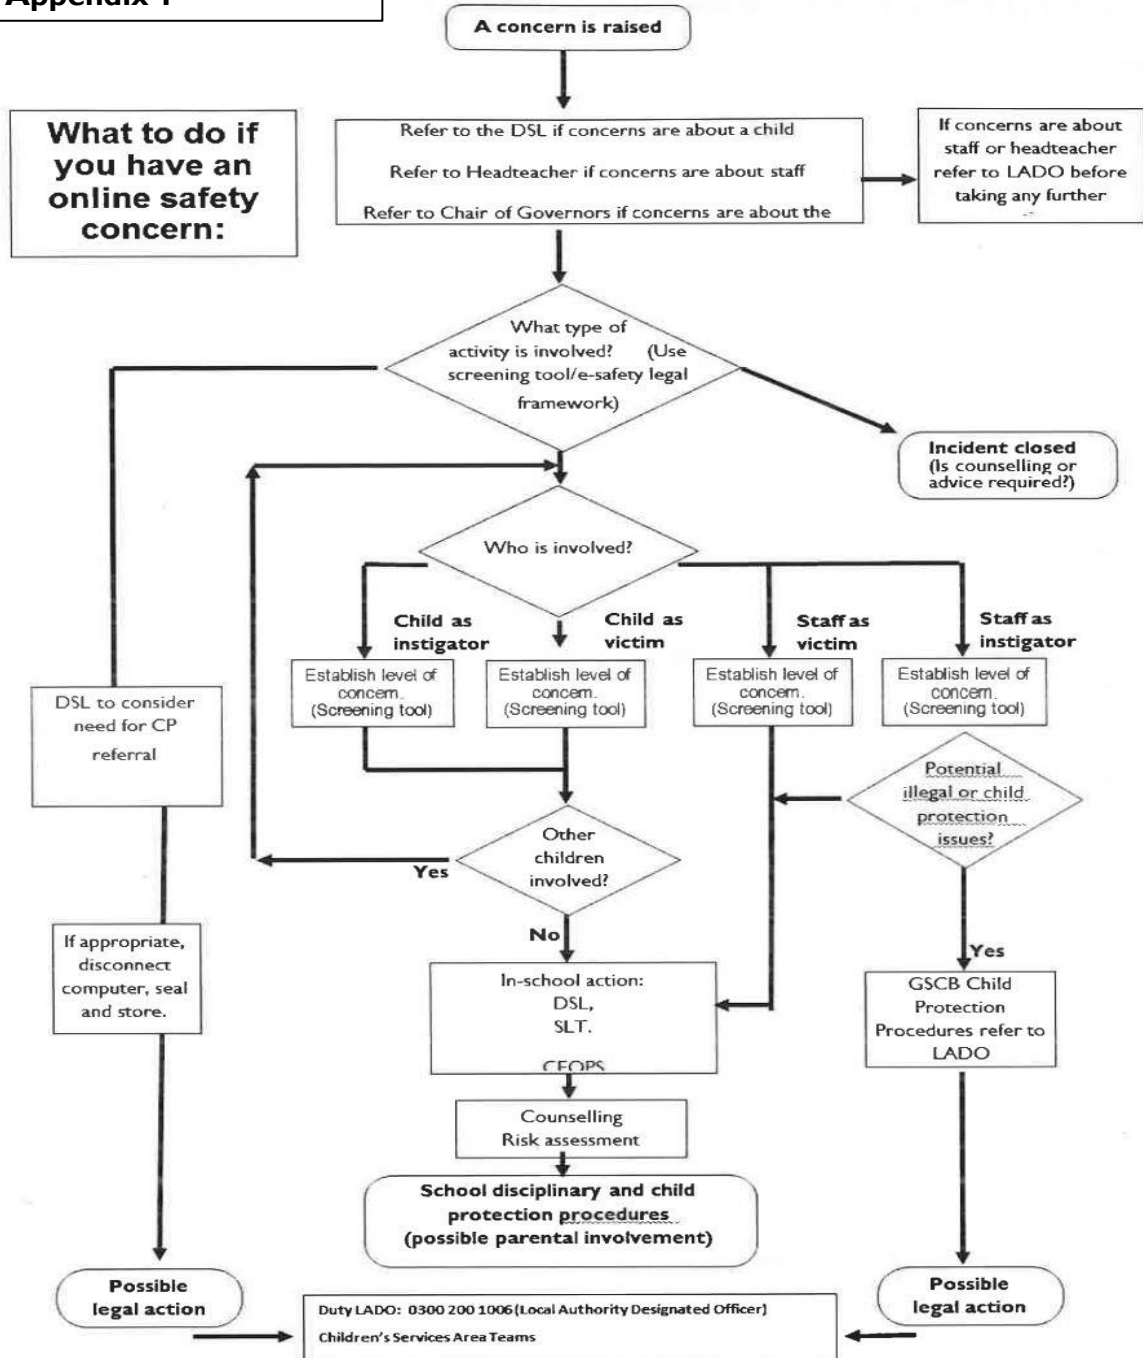 Appendix
A concern is raised
What to do if
you have an
online safety
concern:
Refer to the DSL if concerns are about a child
Refer to Headteacher if concerns are about staff
Refer to Chair of Governors if concerns are about the
If concerns are about
staff or headteacher
refer to LADO before
taking any further
What type of
activity is involved? (Use
screening tool/e-safety legal
framework)
Incident closed
(Is counselling or
advice required?)
Who is involved?
Child as
instigator
Child as
victim
Staff as
victim
Staff as
instigator
Establish level of
concern.
(Screening tool)
Establish level of
concern.
(Screening tool)
Establish level of
concern.
(Screening tool)
Establish level of
concern.
(Screening tool)
DSL to consider
need for CP
referral
Potential
illegal or child
protection
issues?
Other
children
involved?
Yes
No
Yes
If appropriate,
disconnect
computer, seal
and store.
In-school action:
DSL,
SLT.
CEOPS
GSCB Child
Protection
Procedures refer to
LADO
Counselling
Risk assessment
School disciplinary and child
protection procedures
(possible parental involvement)
Possible
legal action
Possible
legal action
Duty LADO: 0300 200 1006 (Local Authority Designated Officer)
Children's Services Area Teams